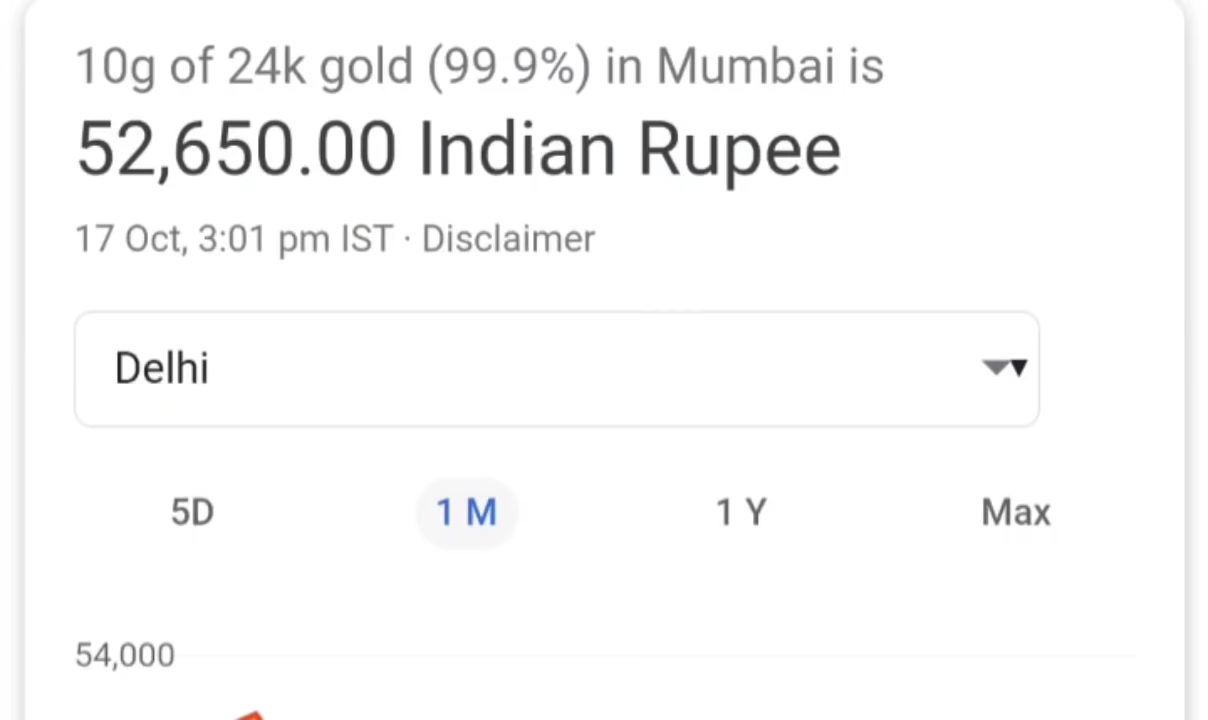 10g of 24k gold (99.9%) in Mumbai is
52,650.00 Indian Rupee
17 Oct, 3:01 pm IST · Disclaimer
Delhi
5D 1 M 1 Y Max
54,000